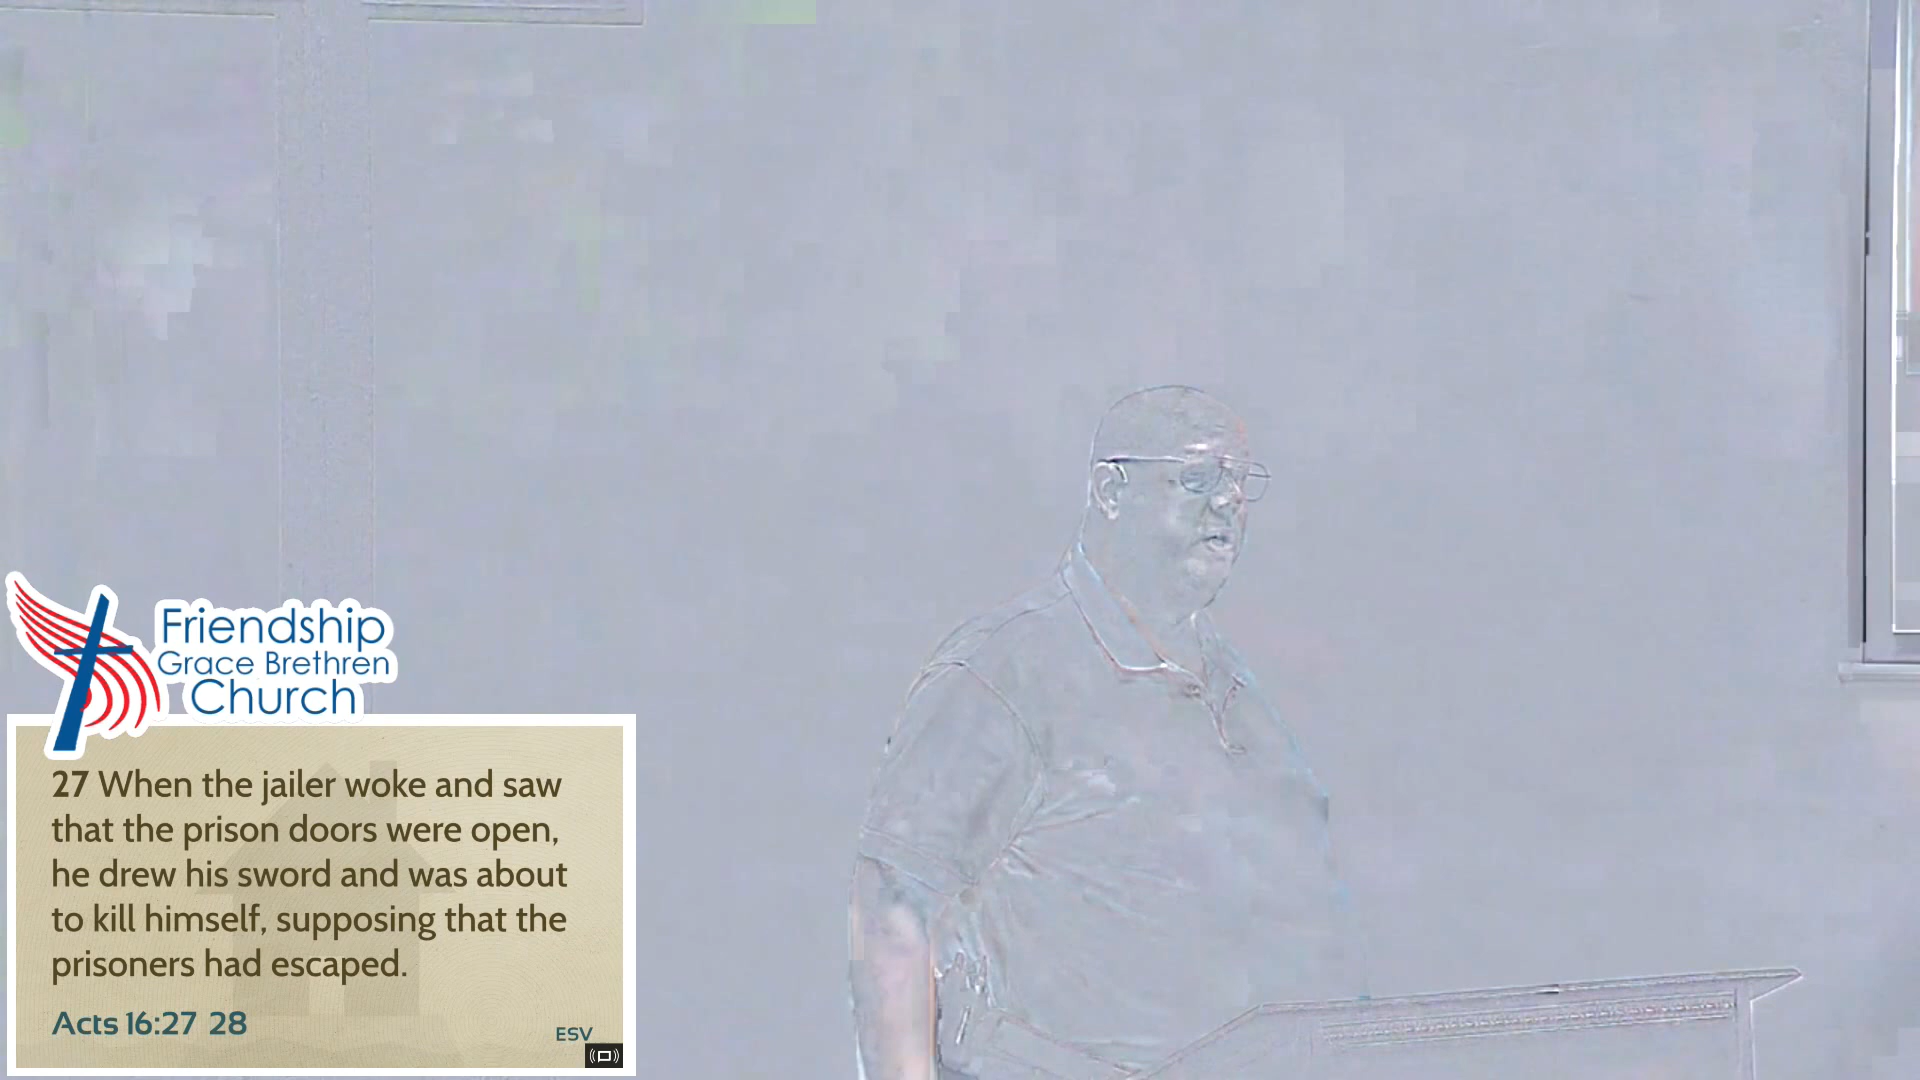 Friendship
Grace Brethren
Church
27 When the jailer woke and saw
that the prison doors were open,
he drew his sword and was about
to kill himself, supposing that the
prisoners had escaped.
Acts 16:27 28
ESV